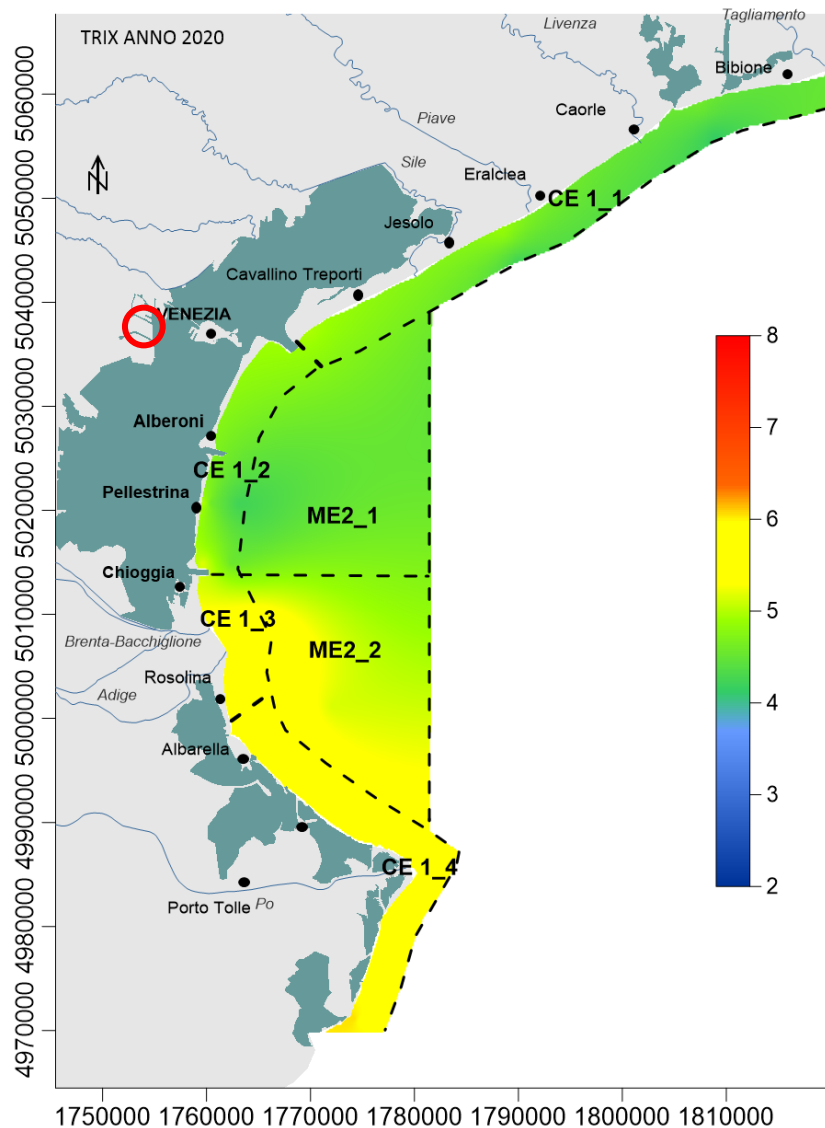 TRIX ANNO 2020
Tagliamento
Livenza
Bibione
Caorle
Piave
Sile
Eralclea
CE 1_1
Jesolo
Cavallino Treporti
VENEZIA
Alberoni
CE 1_2
Pellestrina
ME2_1
Chioggia
CE 1_3
Brenta-Bacchiglione
ME2_2
Rosolina
Adige
Albarella
CE 1_4
Porto Tolle
Po
N
8
7
6
5
4
3
2
5060000
5050000
5040000
5030000
5020000
5010000
5000000
4990000
4980000
4970000
1750000 1760000 1770000 1780000 1790000 1800000 1810000